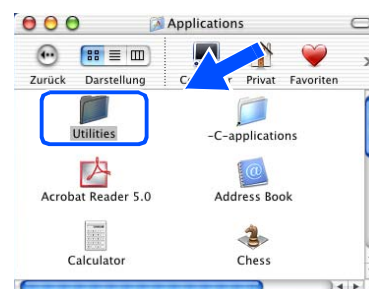 Applications
Zurück Darstellung Privat Favoriten
Utilities -C-applications
Acrobat Reader 5.0 Address Book
Calculator Chess